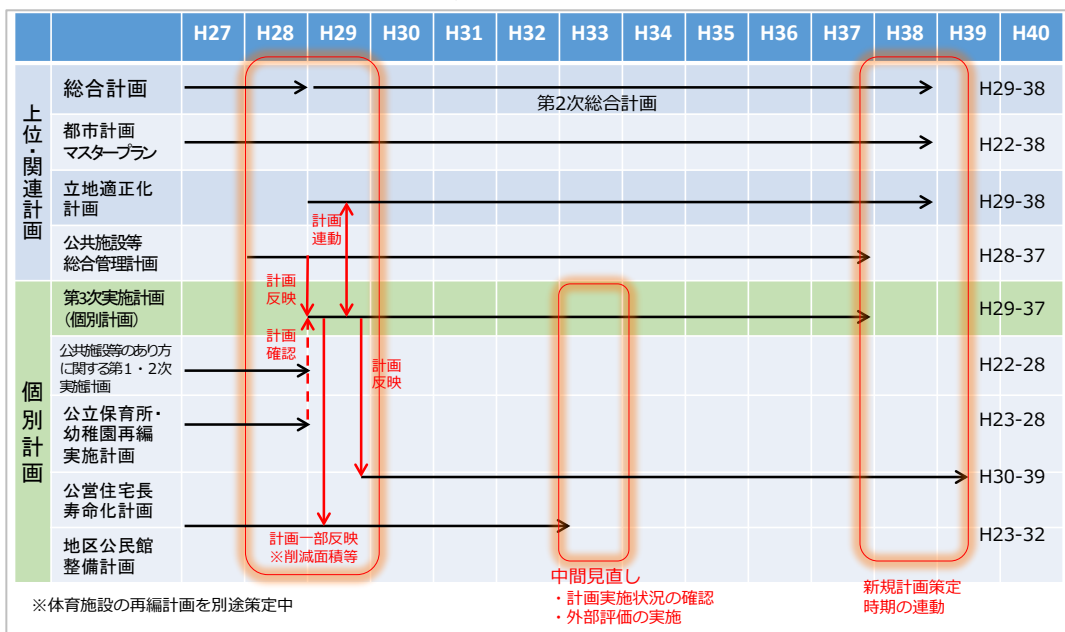 H27 H28 H29 H30 H31 H32 H33 H34 H35 H36 H37 H38 H39 H40
上位・関連計画
総合計画
第2次総合計画
H29-38
都市計画
マスタープラン
H22-38
立地適正化
計画
計画
連動
H29-38
公共施設等
総合管理計画
H28-37
計画
反映
個別計画
第3次実施計画
（個別計画）
H29-37
計画
確認
公共施設等のあり方
に関する第1・2次
実施計画
計画
反映
H22-28
公立保育所・
幼稚園再編
実施計画
H23-28
公営住宅長
寿命化計画
H30-39
地区公民館
整備計画
H23-32
計画一部反映
※削減面積等
中間見直し
・計画実施状況の確認
・外部評価の実施
新規計画策定
時期の連動
※体育施設の再編計画を別途策定中